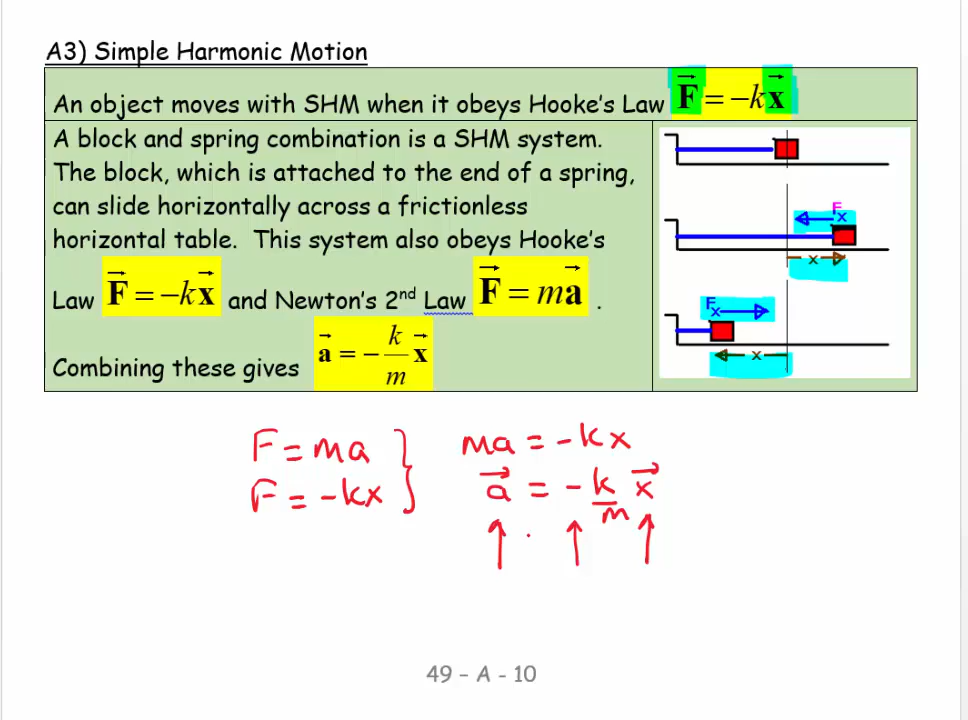 A3) Simple Harmonic Motion
An object moves with SHM when it obeys Hooke's Law F⃗ = −kx⃗
A block and spring combination is a SHM system.
The block, which is attached to the end of a spring,
can slide horizontally across a frictionless
horizontal table. This system also obeys Hooke's
Law F⃗ = −kx⃗ and Newton's 2nd Law F⃗ = ma⃗ .
Combining these gives a⃗ = − k/m x⃗
F x
x
F x
x
F = ma
F = -kx
ma = -kx
a⃗ = - k/m x⃗
49 – A - 10